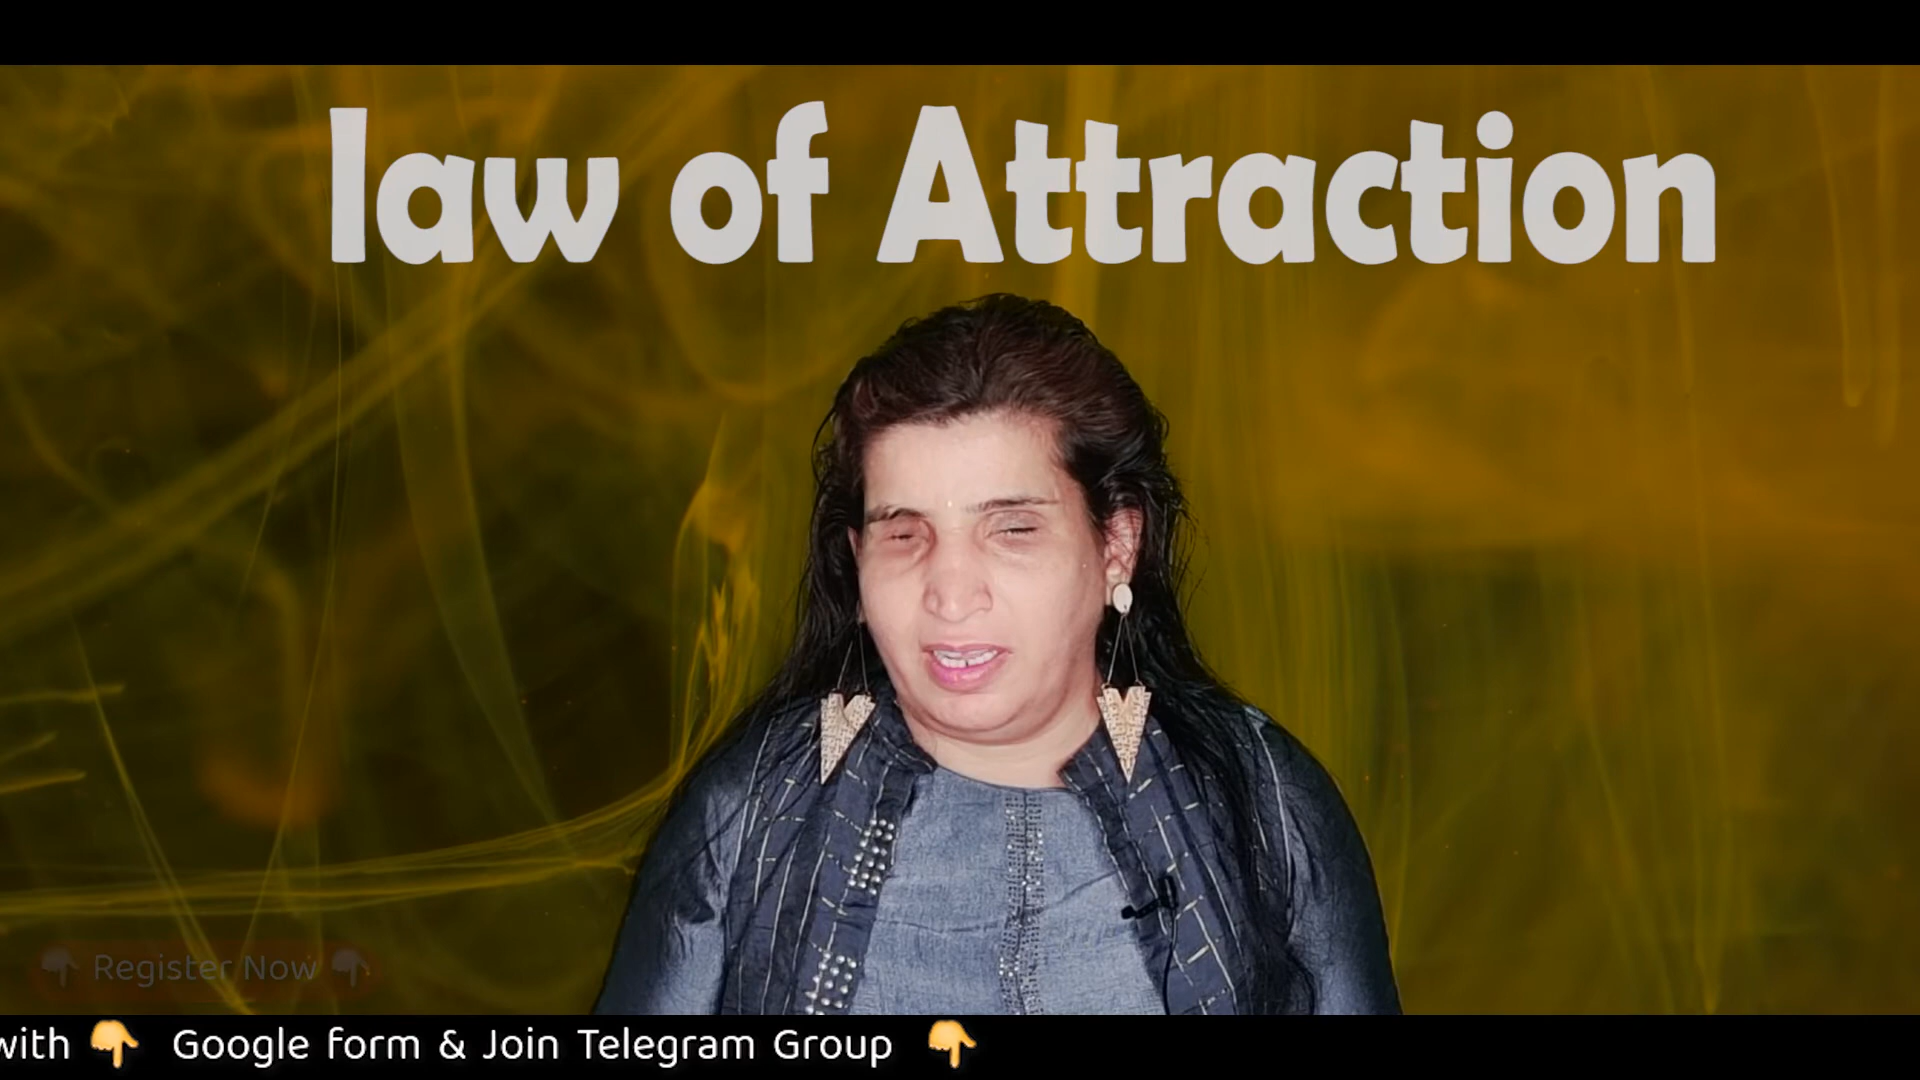 law of Attraction
👇 Register Now 👇
with 👇 Google form & Join Telegram Group 👇